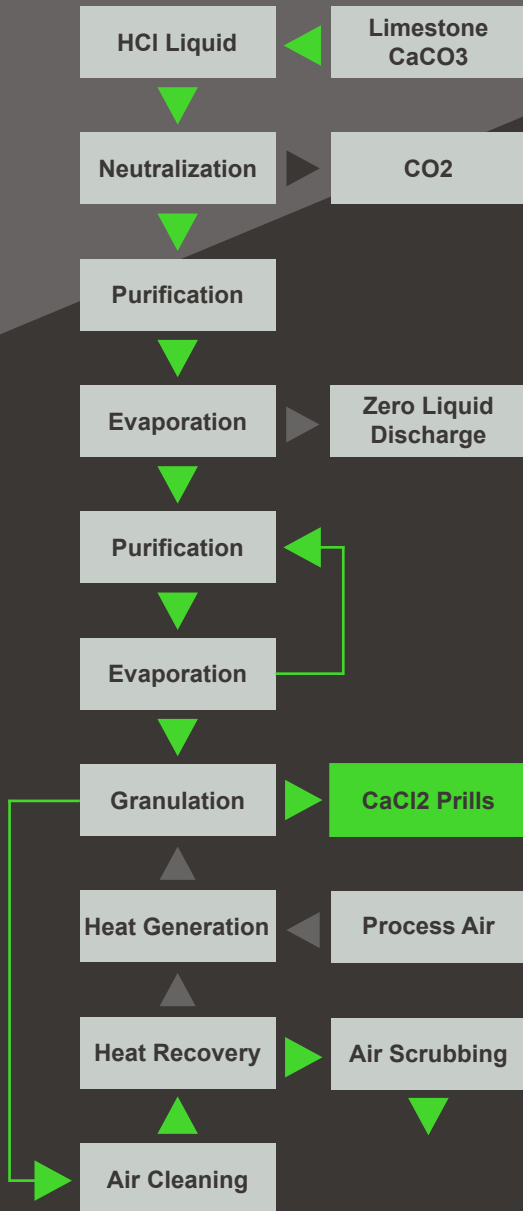 HCl Liquid
Limestone
CaCO3
Neutralization
CO2
Purification
Evaporation
Zero Liquid
Discharge
Purification
Evaporation
Granulation
CaCl2 Prills
Heat Generation
Process Air
Heat Recovery
Air Scrubbing
Air Cleaning